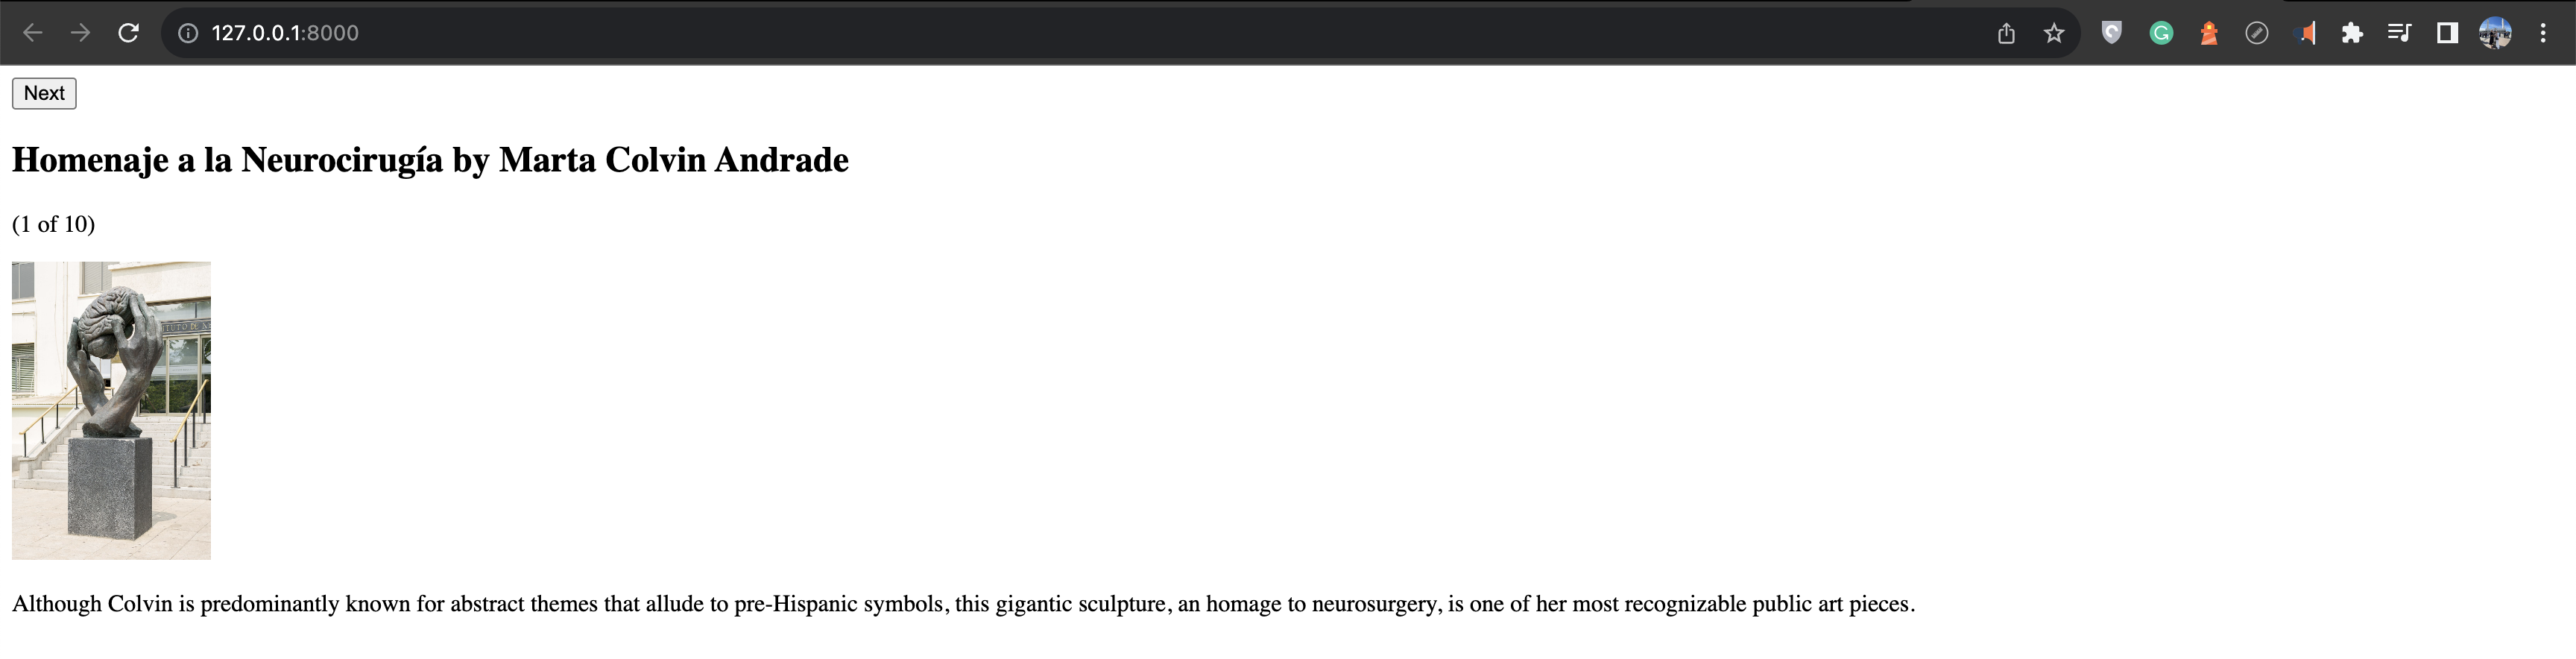 127.0.0.1:8000
Next
Homenaje a la Neurocirugía by Marta Colvin Andrade
(1 of 10)
Although Colvin is predominantly known for abstract themes that allude to pre-Hispanic symbols, this gigantic sculpture, an homage to neurosurgery, is one of her most recognizable public art pieces.